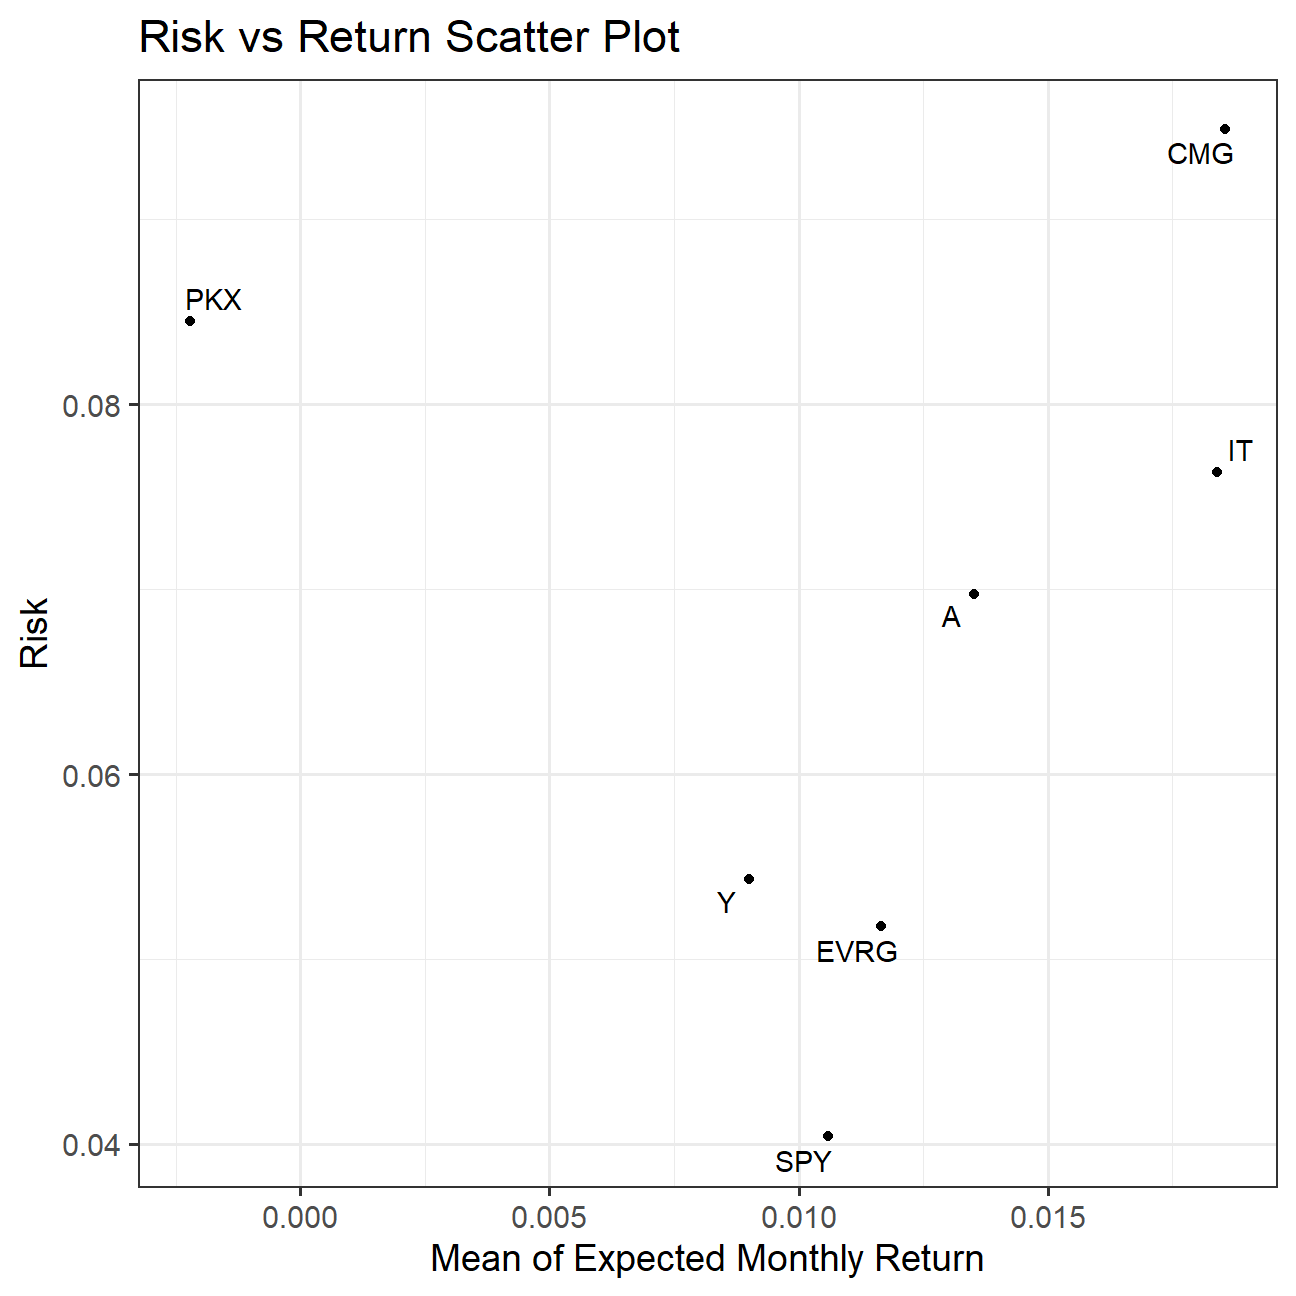 Risk vs Return Scatter Plot
CMG
PKX
0.08
IT
A
Risk
0.06
Y
EVRG
0.04
SPY
0.000 0.005 0.010 0.015
Mean of Expected Monthly Return